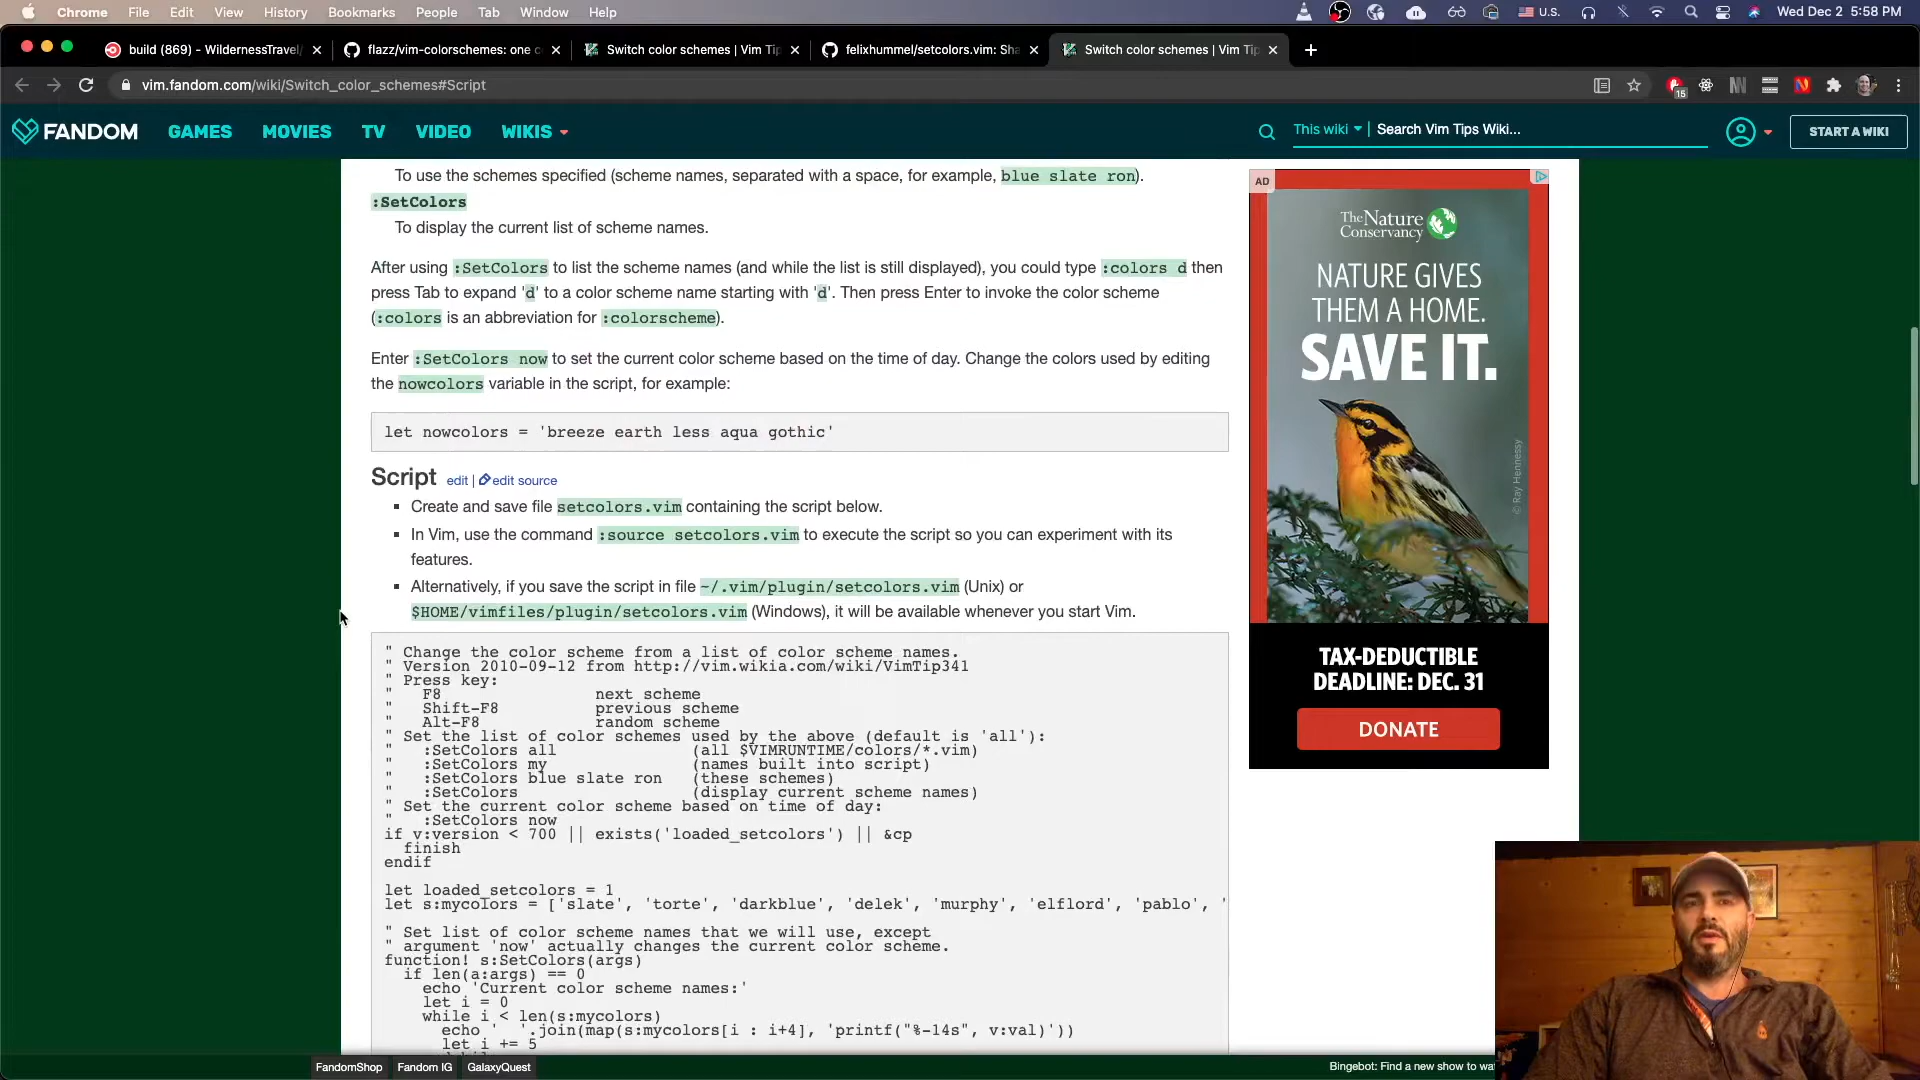 Chrome File Edit View History Bookmarks People Tab Window Help U.S. Wed Dec 2 5:58 PM
build (869) - WildernessTravel/ flazz/vim-colorschemes: one c Switch color schemes | Vim Tip felixhummel/setcolors.vim: Sha Switch color schemes | Vim Tip
vim.fandom.com/wiki/Switch_color_schemes#Script 15
FANDOM GAMES MOVIES TV VIDEO WIKIS This wiki Search Vim Tips Wiki... START A WIKI
To use the schemes specified (scheme names, separated with a space, for example, blue slate ron).
:SetColors
To display the current list of scheme names.
After using :SetColors to list the scheme names (and while the list is still displayed), you could type :colors d then
press Tab to expand 'd' to a color scheme name starting with 'd'. Then press Enter to invoke the color scheme
(:colors is an abbreviation for :colorscheme).
Enter :SetColors now to set the current color scheme based on the time of day. Change the colors used by editing
the nowcolors variable in the script, for example:
let nowcolors = 'breeze earth less aqua gothic'
Script edit | edit source
Create and save file setcolors.vim containing the script below.
In Vim, use the command :source setcolors.vim to execute the script so you can experiment with its
features.
Alternatively, if you save the script in file ~/.vim/plugin/setcolors.vim (Unix) or
$HOME/vimfiles/plugin/setcolors.vim (Windows), it will be available whenever you start Vim.
" Change the color scheme from a list of color scheme names.
" Version 2010-09-12 from http://vim.wikia.com/wiki/VimTip341
" Press key:
"   F8                next scheme
"   Shift-F8          previous scheme
"   Alt-F8            random scheme
" Set the list of color schemes used by the above (default is 'all'):
"   :SetColors all              (all $VIMRUNTIME/colors/*.vim)
"   :SetColors my               (names built into script)
"   :SetColors blue slate ron   (these schemes)
"   :SetColors                  (display current scheme names)
" Set the current color scheme based on time of day:
"   :SetColors now
if v:version < 700 || exists('loaded_setcolors') || &cp
  finish
endif
let loaded_setcolors = 1
let s:mycolors = ['slate', 'torte', 'darkblue', 'delek', 'murphy', 'elflord', 'pablo', '
" Set list of color scheme names that we will use, except
" argument 'now' actually changes the current color scheme.
function! s:SetColors(args)
  if len(a:args) == 0
    echo 'Current color scheme names:'
    let i = 0
    while i < len(s:mycolors)
      echo '  '.join(map(s:mycolors[i : i+4], 'printf("%-14s", v:val)'))
      let i += 5
AD
The Nature
Conservancy
NATURE GIVES
THEM A HOME.
SAVE IT.
© Ray Hennessy
TAX-DEDUCTIBLE
DEADLINE: DEC. 31
DONATE
FandomShop Fandom IG GalaxyQuest Bingebot: Find a new show to wa